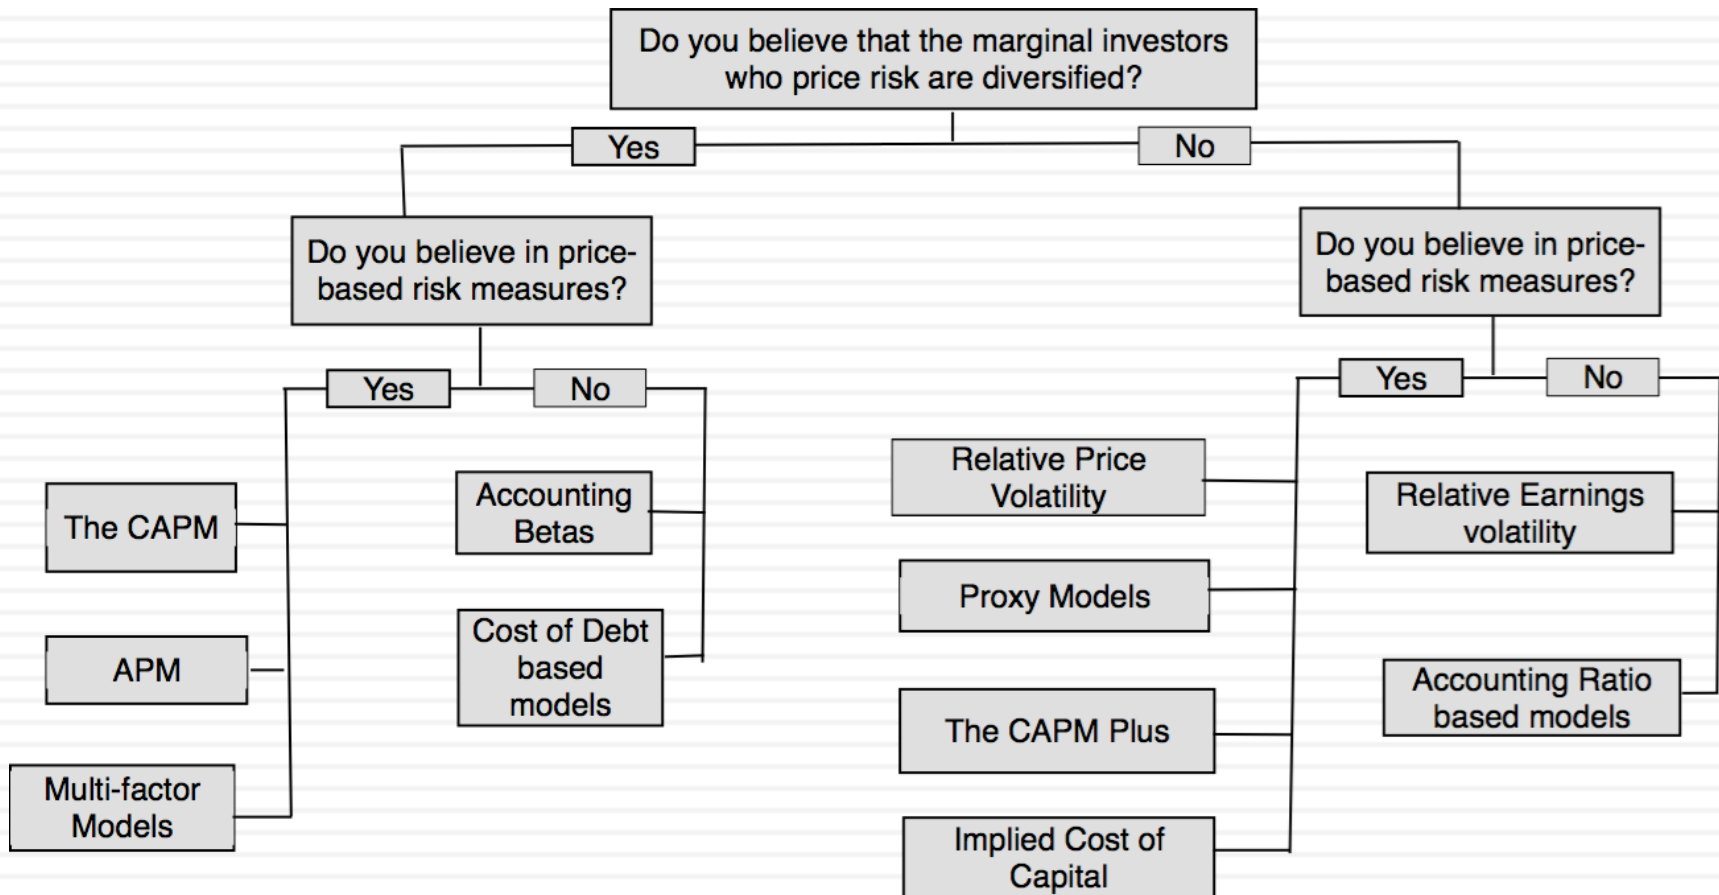 Do you believe that the marginal investors
who price risk are diversified?
Yes
No
Do you believe in price-
based risk measures?
Do you believe in price-
based risk measures?
Yes
No
Yes
No
The CAPM
APM
Multi-factor
Models
Accounting
Betas
Cost of Debt
based
models
Relative Price
Volatility
Proxy Models
The CAPM Plus
Implied Cost of
Capital
Relative Earnings
volatility
Accounting Ratio
based models